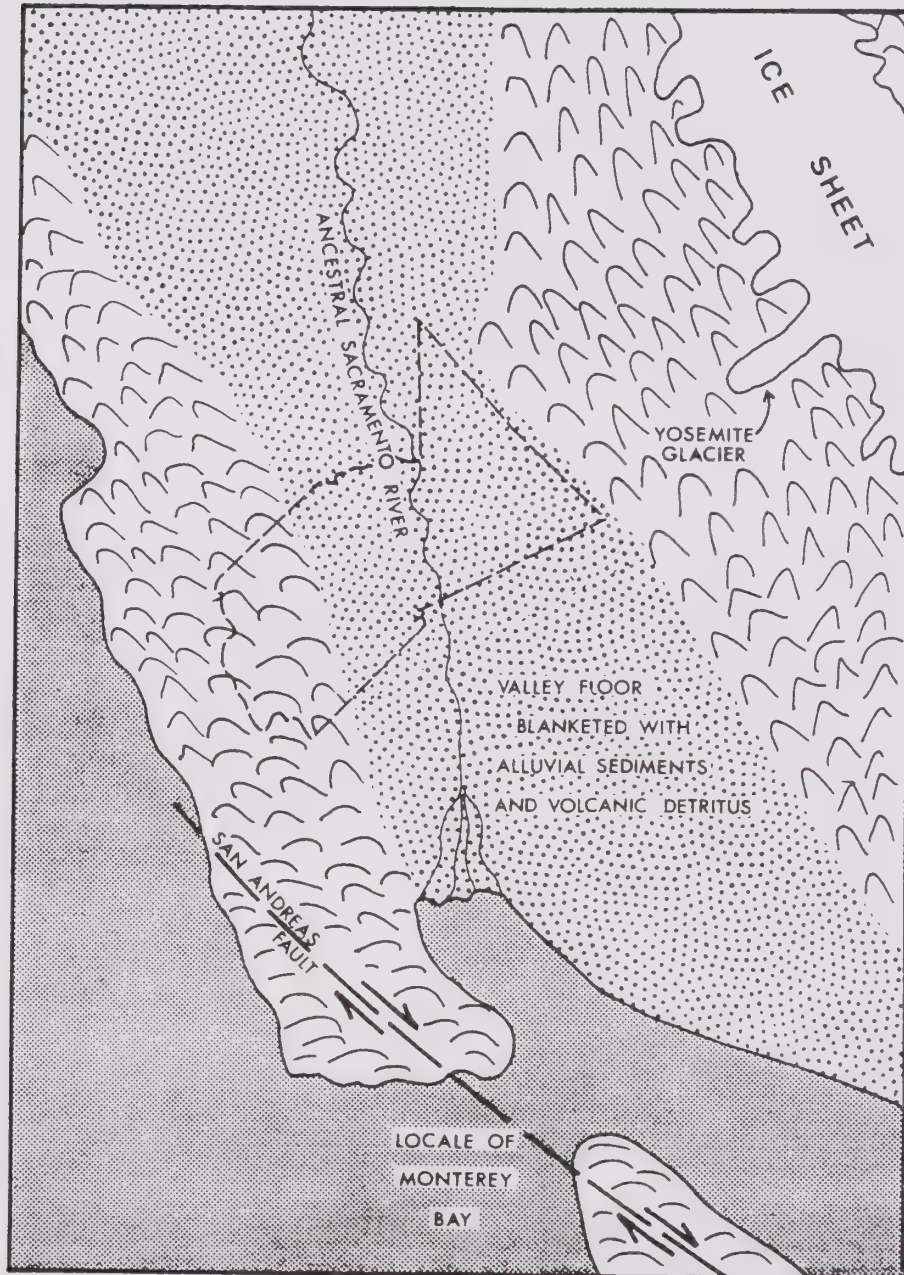 ICE
SHEET
ANCESTRAL SACRAMENTO RIVER
YOSEMITE
GLACIER
VALLEY FLOOR
BLANKETED WITH
ALLUVIAL SEDIMENTS
AND VOLCANIC DETRITUS
SAN ANDREAS
FAULT
LOCALE OF
MONTEREY
BAY